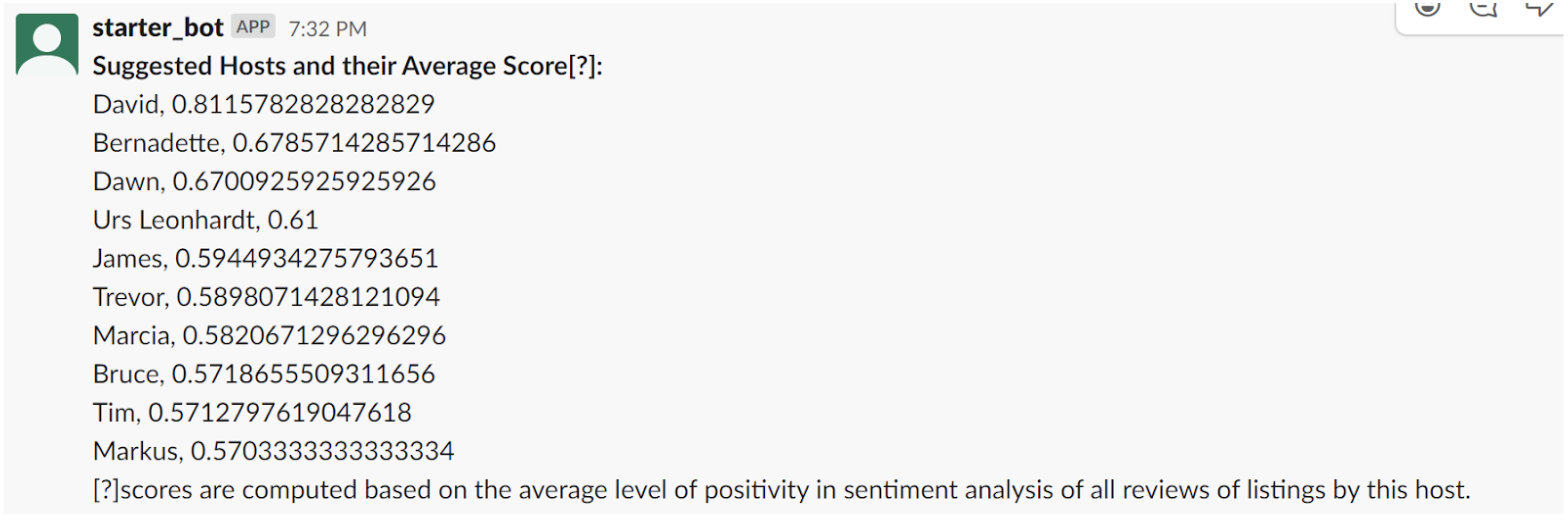 starter_bot APP 7:32 PM
Suggested Hosts and their Average Score[?]:
David, 0.8115782828282829
Bernadette, 0.6785714285714286
Dawn, 0.6700925925925926
Urs Leonhardt, 0.61
James, 0.5944934275793651
Trevor, 0.5898071428121094
Marcia, 0.5820671296296296
Bruce, 0.5718655509311656
Tim, 0.5712797619047618
Markus, 0.5703333333333334
[?]scores are computed based on the average level of positivity in sentiment analysis of all reviews of listings by this host.